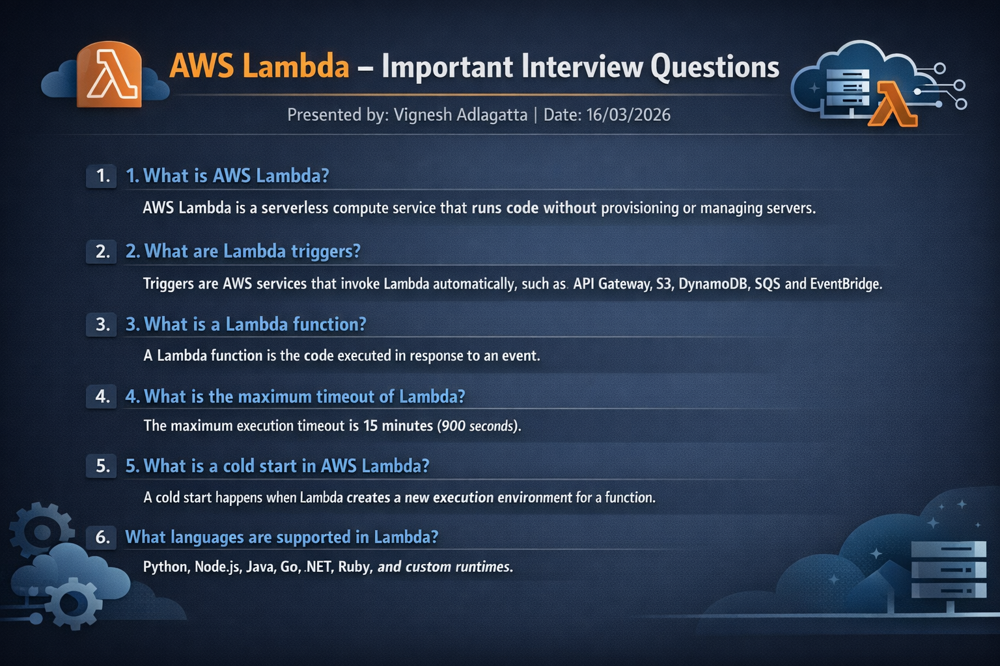 AWS Lambda – Important Interview Questions
Presented by: Vignesh Adlagatta | Date: 16/03/2026
1. 1. What is AWS Lambda?
AWS Lambda is a serverless compute service that runs code without provisioning or managing servers.
2. 2. What are Lambda triggers?
Triggers are AWS services that invoke Lambda automatically, such as. API Gateway, S3, DynamoDB, SQS and EventBridge.
3. 3. What is a Lambda function?
A Lambda function is the code executed in response to an event.
4. 4. What is the maximum timeout of Lambda?
The maximum execution timeout is 15 minutes (900 seconds).
5. 5. What is a cold start in AWS Lambda?
A cold start happens when Lambda creates a new execution environment for a function.
6. What languages are supported in Lambda?
Python, Node.js, Java, Go, .NET, Ruby, and custom runtimes.